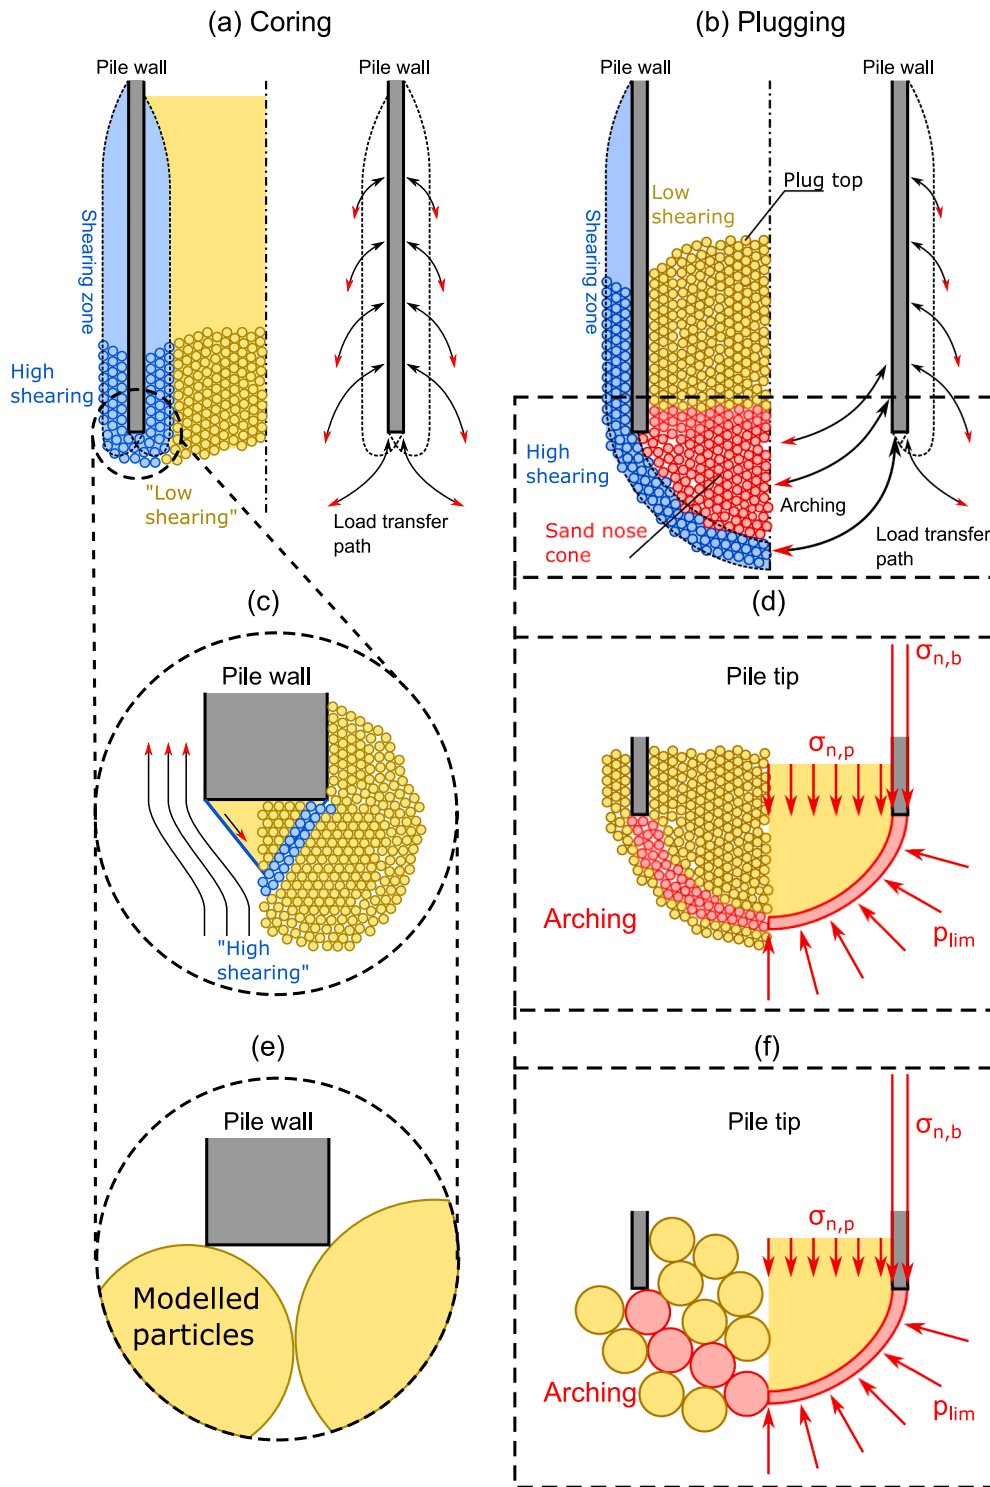 (a) Coring
(b) Plugging
Pile wall
Pile wall
Pile wall
Pile wall
Shearing zone
High
shearing
"Low
shearing"
Load transfer
path
Shearing zone
Low
shearing
Plug top
High
shearing
Sand nose
cone
Arching
Load transfer
path
(c)
Pile wall
"High
shearing"
(d)
Pile tip
σn,b
σn,p
Arching
plim
(e)
Pile wall
Modelled
particles
(f)
Pile tip
σn,b
σn,p
Arching
plim